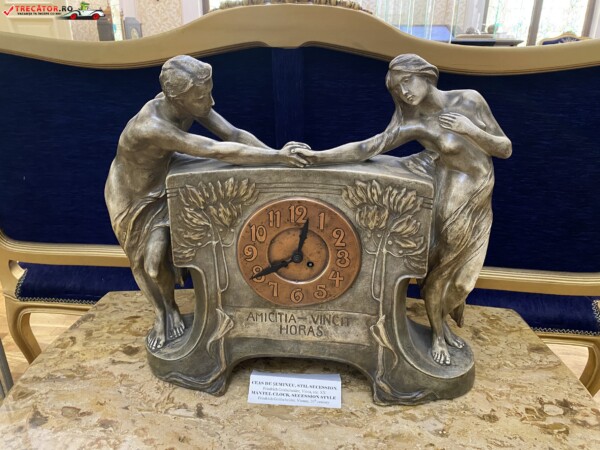 TRECĂTOR.RO
12
1
2
3
4
5
6
7
8
9
10
11
AMICITIA-VINCIT
HORAS
CEAS DE ȘEMINEU, STIL SECESSION
MANTEL CLOCK, SECESSION STYLE